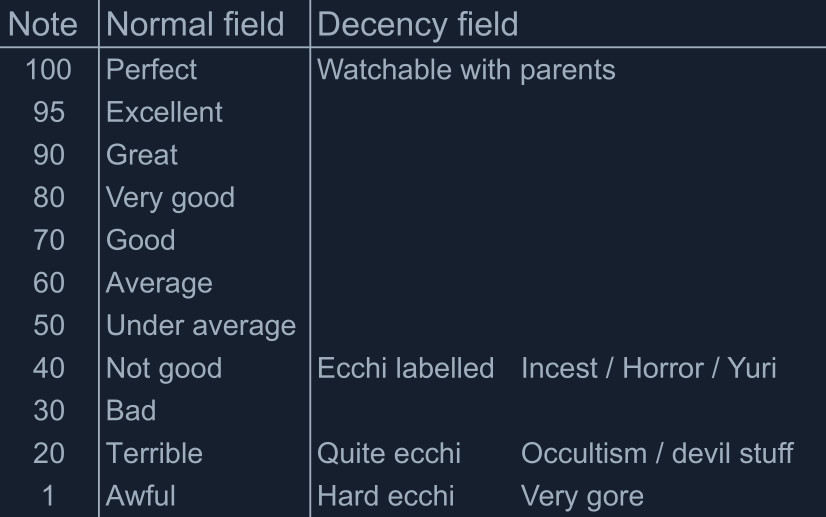 Note Normal field Decency field
100 Perfect Watchable with parents
95 Excellent
90 Great
80 Very good
70 Good
60 Average
50 Under average
40 Not good Ecchi labelled Incest / Horror / Yuri
30 Bad
20 Terrible Quite ecchi Occultism / devil stuff
1 Awful Hard ecchi Very gore